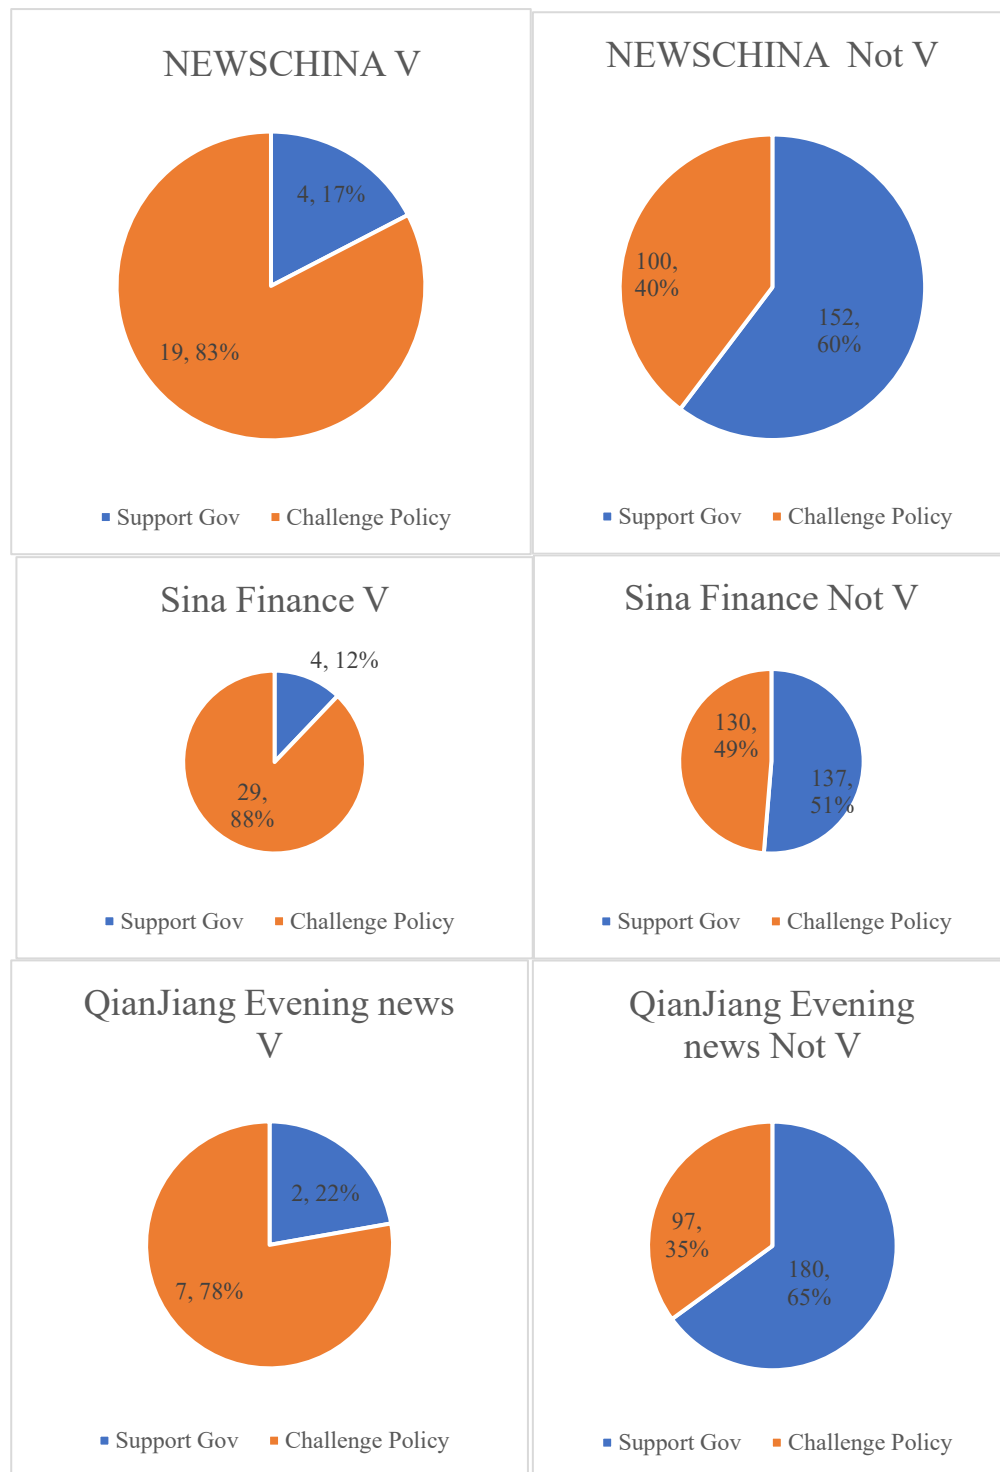 NEWSCHINA V
4, 17%
19, 83%
Support Gov Challenge Policy
NEWSCHINA Not V
100,
40%
152,
60%
Support Gov Challenge Policy
Sina Finance V
4, 12%
29,
88%
Support Gov Challenge Policy
Sina Finance Not V
130,
49%
137,
51%
Support Gov Challenge Policy
QianJiang Evening news
V
2, 22%
7, 78%
Support Gov Challenge Policy
QianJiang Evening
news Not V
97,
35%
180,
65%
Support Gov Challenge Policy